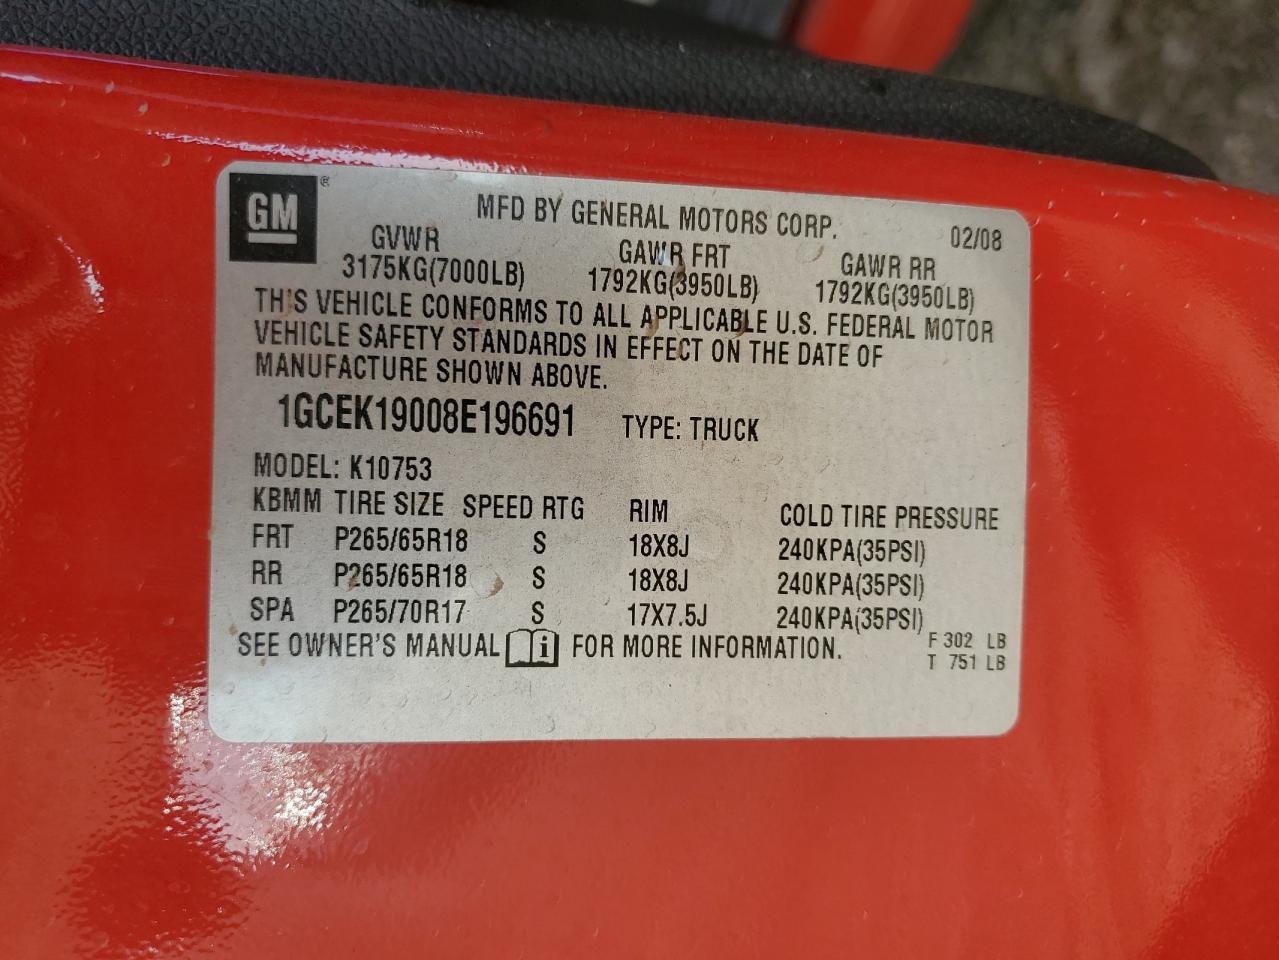 GM ®
MFD BY GENERAL MOTORS CORP. 02/08
GVWR GAWR FRT GAWR RR
3175KG(7000LB) 1792KG(3950LB) 1792KG(3950LB)
THIS VEHICLE CONFORMS TO ALL APPLICABLE U.S. FEDERAL MOTOR
VEHICLE SAFETY STANDARDS IN EFFECT ON THE DATE OF
MANUFACTURE SHOWN ABOVE.
1GCEK19008E196691 TYPE: TRUCK
MODEL: K10753
KBMM TIRE SIZE SPEED RTG RIM COLD TIRE PRESSURE
FRT P265/65R18 S 18X8J 240KPA(35PSI)
RR P265/65R18 S 18X8J 240KPA(35PSI)
SPA P265/70R17 S 17X7.5J 240KPA(35PSI)
SEE OWNER'S MANUAL i FOR MORE INFORMATION. F 302 LB
T 751 LB